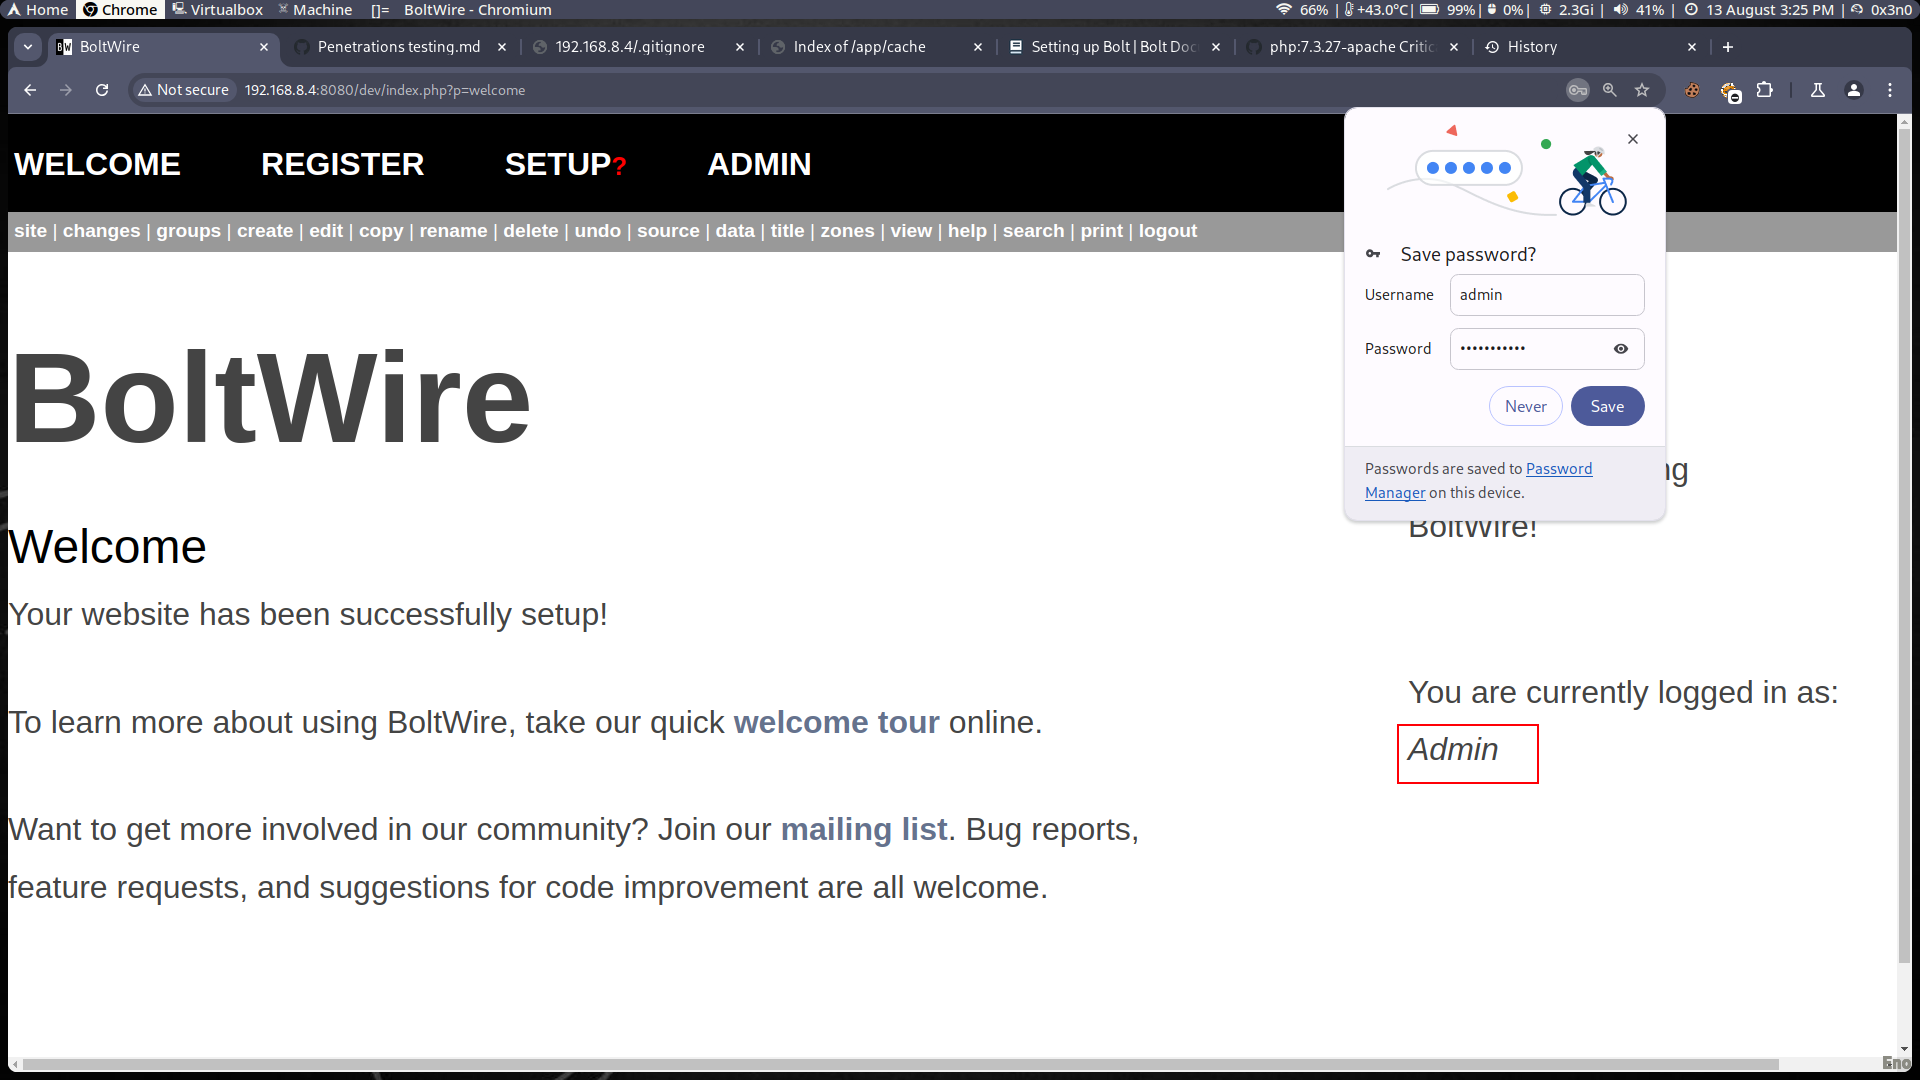 Home Chrome Virtualbox Machine []= BoltWire - Chromium 66% | +43.0°C| 99%| 0%| 2.3Gi | 41% | 13 August 3:25 PM | 0x3n0
BoltWire Penetrations testing.md 192.168.8.4/.gitignore Index of /app/cache Setting up Bolt | Bolt Doc php:7.3.27-apache Critic History
Not secure 192.168.8.4:8080/dev/index.php?p=welcome
WELCOME REGISTER SETUP? ADMIN
site | changes | groups | create | edit | copy | rename | delete | undo | source | data | title | zones | view | help | search | print | logout
Save password?
Username admin
Password •••••••••••
Never Save
Passwords are saved to Password
Manager on this device.
BoltWire
ng
BoltWire!
Welcome
Your website has been successfully setup!
To learn more about using BoltWire, take our quick welcome tour online.
You are currently logged in as:
Admin
Want to get more involved in our community? Join our mailing list. Bug reports,
feature requests, and suggestions for code improvement are all welcome.
Eno